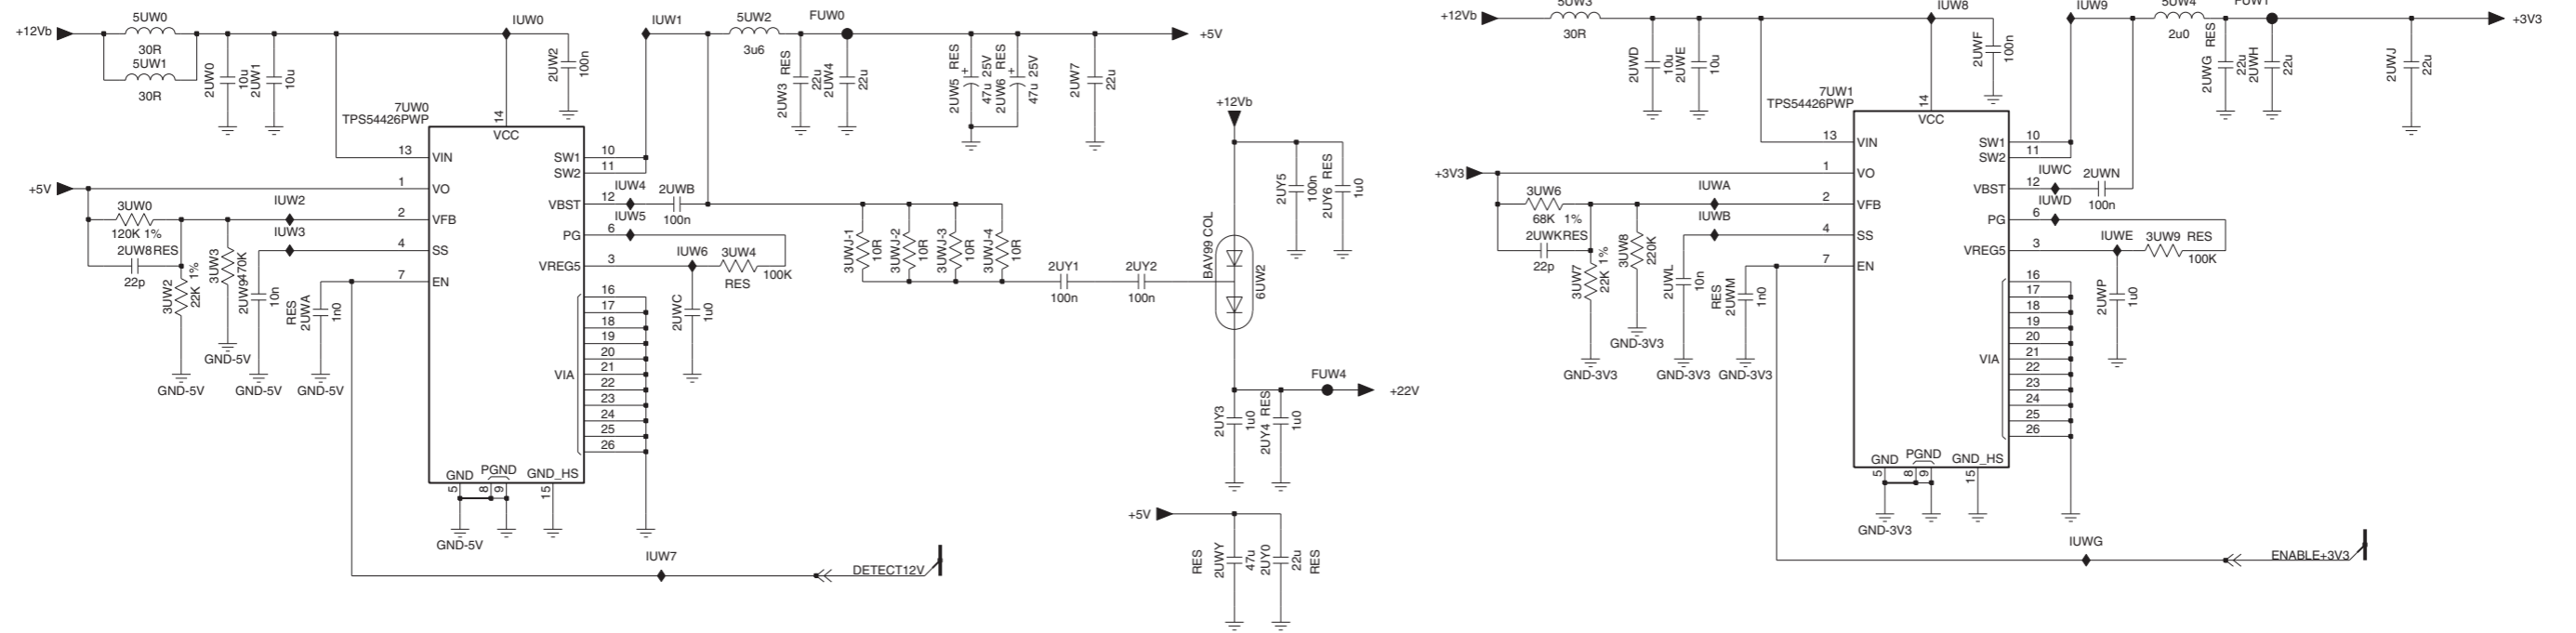 +12Vb
5UW0
30R
5UW1
30R
2UW0
10u
2UW1
10u
IUW0
2UW2
100n
IUW1
5UW2
3u6
FUW0
+5V
2UW3 RES
22u
2UW4
22u
2UW5 RES
47u 25V
2UW6 RES
47u 25V
2UW7
22u
7UW0
TPS54426PWP
14
VCC
13 VIN
SW1 10
SW2 11
+5V
1 VO
IUW4
2UWB
VBST 12
100n
3UW0
120K 1%
IUW2
2 VFB
IUW5
PG 6
2UW8 RES
22p
IUW3
4 SS
VREG5 3
IUW6
3UW4
RES
100K
7 EN
3UW2
22K 1%
3UW3
470K
2UW9
10n
RES
2UWA
1n0
2UWC
1u0
GND-5V
GND-5V
GND-5V
GND-5V
VIA
16
17
18
19
20
21
22
23
24
25
26
GND
PGND
GND_HS
5
8
9
15
GND-5V
IUW7
DETECT12V
3UWJ-1
10R
3UWJ-2
10R
3UWJ-3
10R
3UWJ-4
10R
2UY1
100n
2UY2
100n
+12Vb
2UY5
100n
2UY6 RES
1u0
BAV99 COL
6UW2
FUW4
+22V
2UY3
1u0
2UY4 RES
1u0
+5V
RES
2UWY
47u
2UY0
22u
RES
+12Vb
5UW3
30R
2UWD
10u
2UWE
10u
IUW8
2UWF
100n
IUW9
5UW4
2u0
FUW1
+3V3
2UWG RES
22u
2UWH
22u
2UWJ
22u
7UW1
TPS54426PWP
14
VCC
13 VIN
SW1 10
SW2 11
+3V3
1 VO
IUWC
2UWN
VBST 12
100n
3UW6
68K 1%
IUWA
2 VFB
IUWD
PG 6
2UWK RES
22p
IUWB
4 SS
VREG5 3
IUWE
3UW9 RES
100K
7 EN
3UW7
22K 1%
3UW8
220K
2UWL
10n
RES
2UWM
1n0
2UWP
1u0
GND-3V3
GND-3V3
GND-3V3
GND-3V3
VIA
16
17
18
19
20
21
22
23
24
25
26
GND
PGND
GND_HS
5
8
9
15
GND-3V3
IUWG
ENABLE+3V3